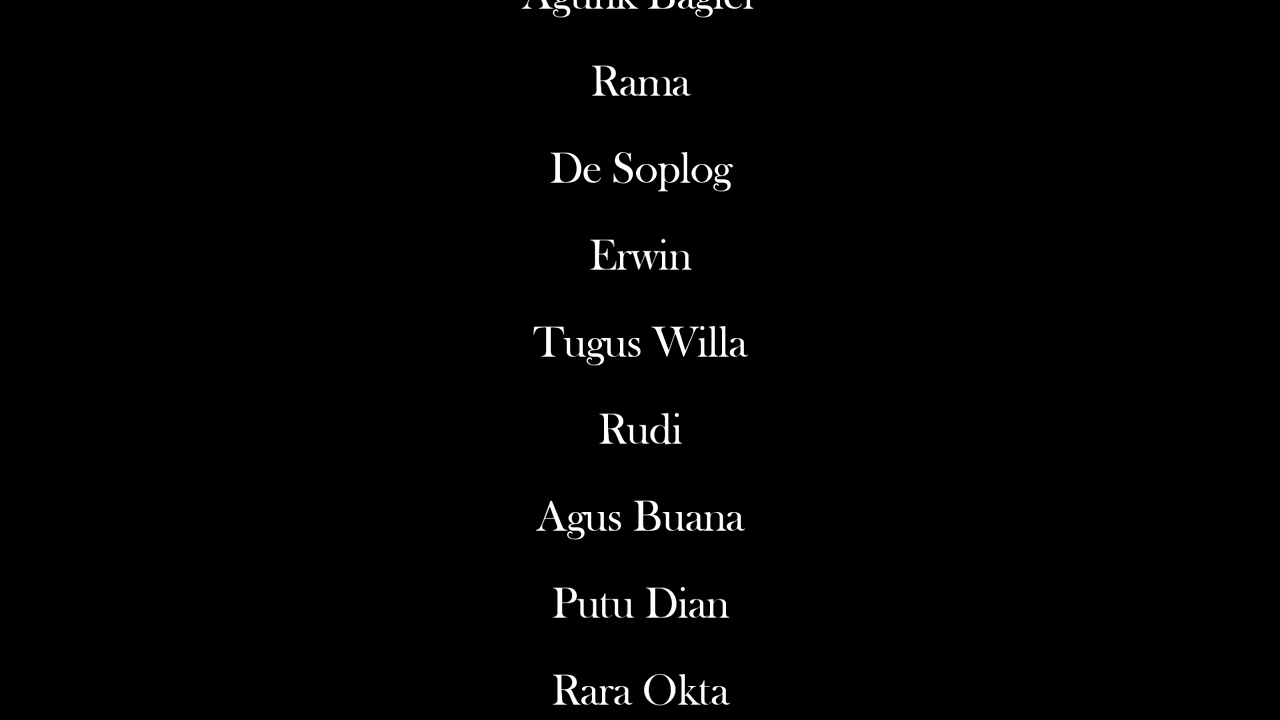 Rama
De Soplog
Erwin
Tugus Willa
Rudi
Agus Buana
Putu Dian
Rara Okta